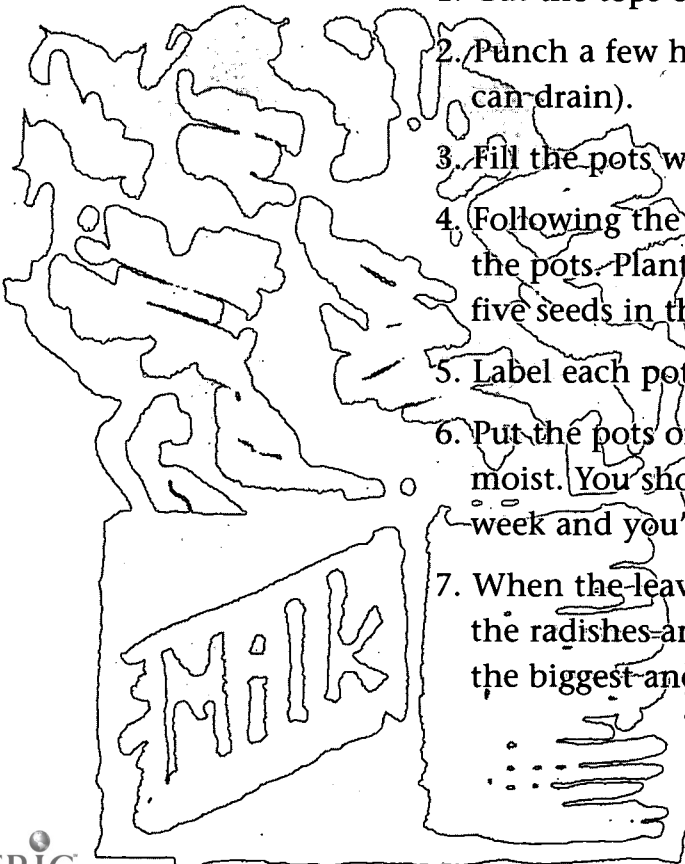 2. Punch a few h
can drain).
3. Fill the pots w
4. Following the
the pots. Plant
five seeds in th
5. Label each pot
6. Put the pots o
moist. You sho
week and you'
7. When the leav
the radishes ar
the biggest and
Milk
ERIC